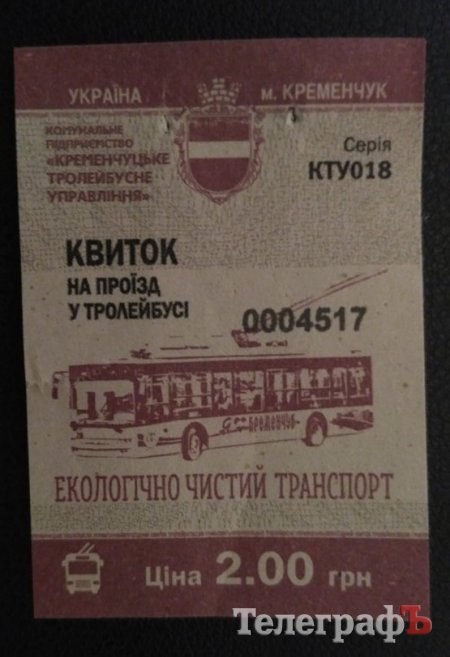 УКРАЇНА
м. КРЕМЕНЧУК
КОМУНАЛЬНЕ
ПІДПРИЄМСТВО
«КРЕМЕНЧУЦЬКЕ
ТРОЛЕЙБУСНЕ
УПРАВЛІННЯ»
Серія
КТУ018
КВИТОК
НА ПРОЇЗД
У ТРОЛЕЙБУСІ
0004517
КРЕМЕНЧУК
ЕКОЛОГІЧНО ЧИСТИЙ ТРАНСПОРТ
Ціна 2.00 грн
ТелеграфЪ